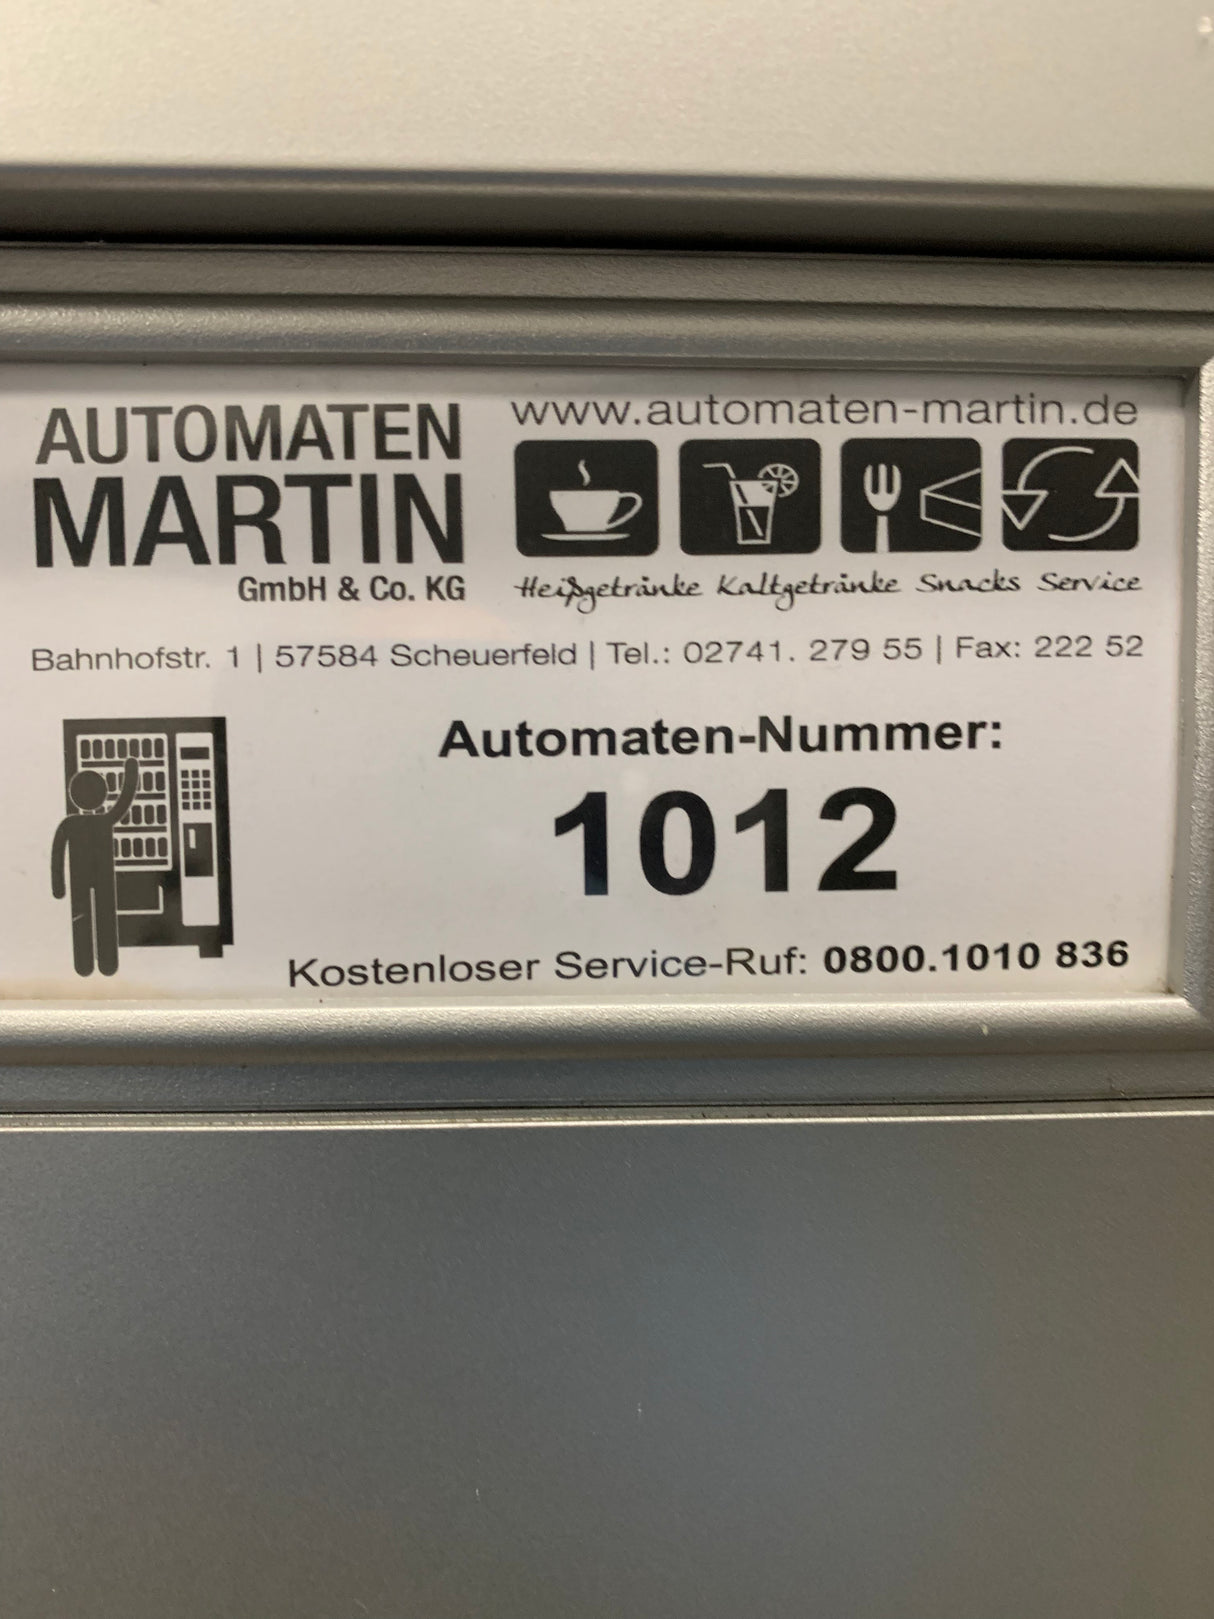 AUTOMATEN
MARTIN
GmbH & Co. KG
www.automaten-martin.de
Heißgetränke Kaltgetränke Snacks Service
Bahnhofstr. 1 | 57584 Scheuerfeld | Tel.: 02741. 279 55 | Fax: 222 52
Automaten-Nummer:
1012
Kostenloser Service-Ruf: 0800.1010 836